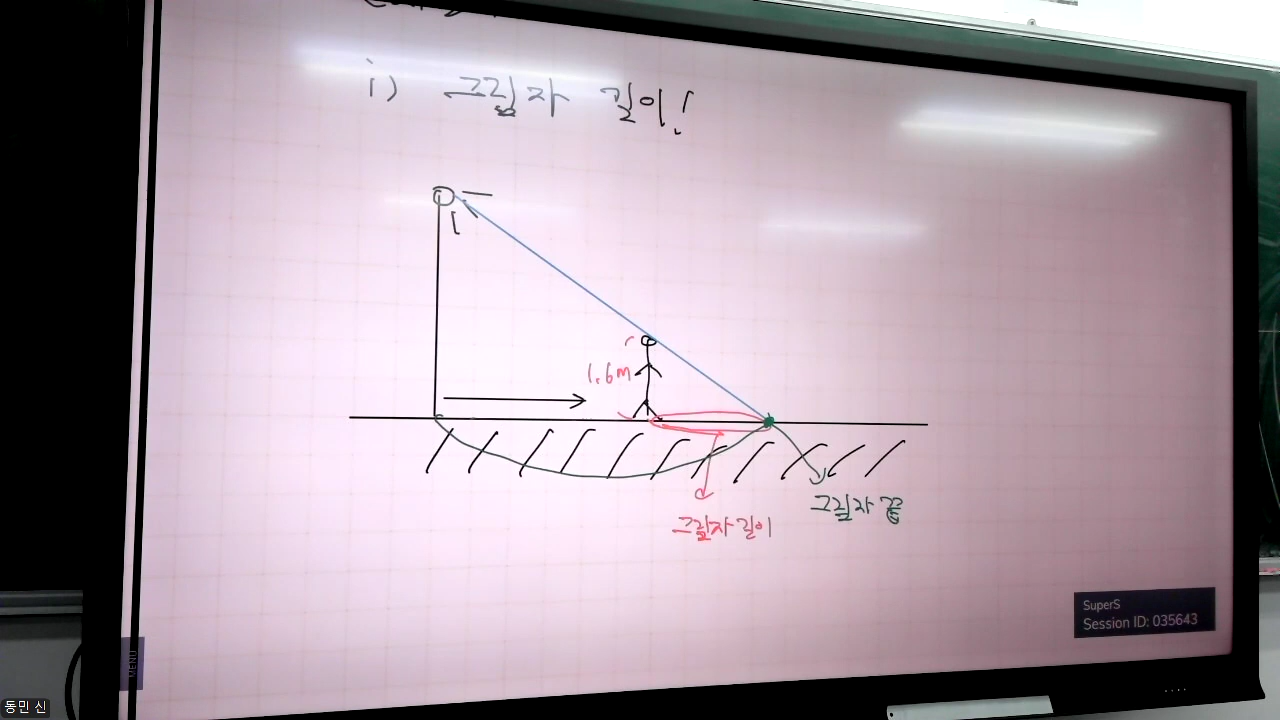 i) 그림자 길이!
1.6m
그림자 끝
그림자 길이
SuperS
Session ID: 035643
MENU
동민 신